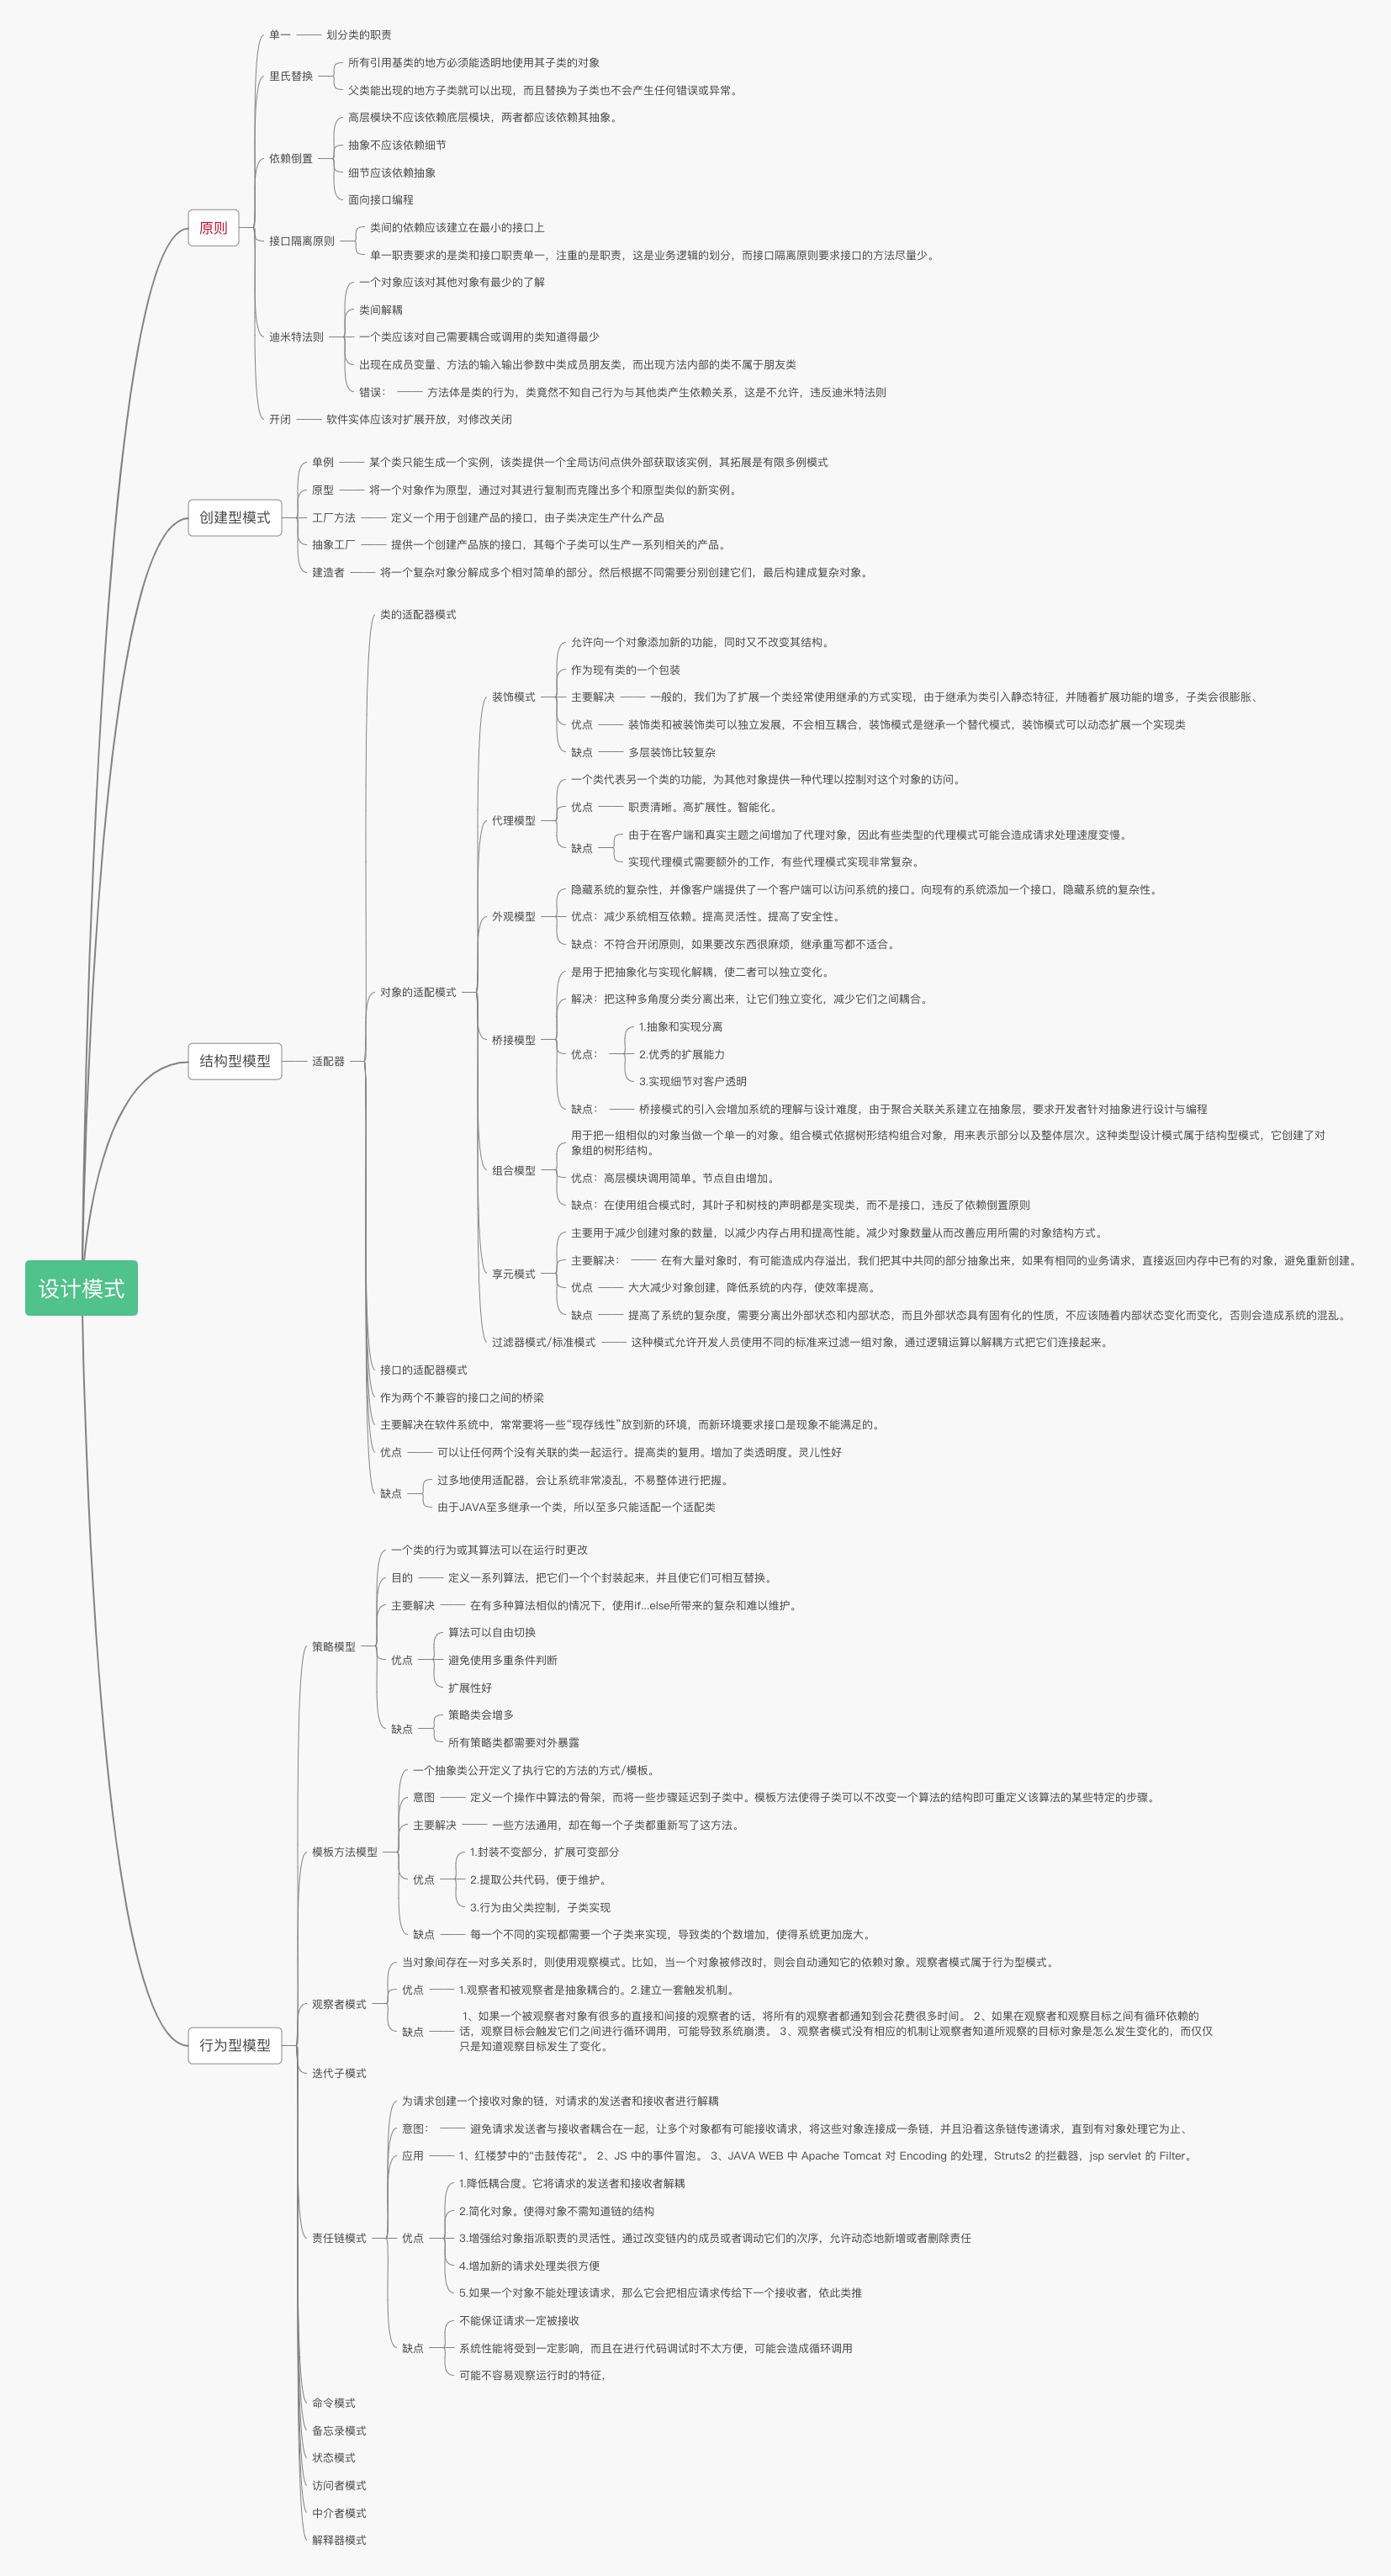 设计模式
原则
单一
划分类的职责
里氏替换
所有引用基类的地方必须能透明地使用其子类的对象
父类能出现的地方子类就可以出现，而且替换为子类也不会产生任何错误或异常。
依赖倒置
高层模块不应该依赖底层模块，两者都应该依赖其抽象。
抽象不应该依赖细节
细节应该依赖抽象
面向接口编程
接口隔离原则
类间的依赖应该建立在最小的接口上
单一职责要求的是类和接口职责单一，注重的是职责，这是业务逻辑的划分，而接口隔离原则要求接口的方法尽量少。
迪米特法则
一个对象应该对其他对象有最少的了解
类间解耦
一个类应该对自己需要耦合或调用的类知道得最少
出现在成员变量、方法的输入输出参数中类成员朋友类，而出现方法内部的类不属于朋友类
错误：
方法体是类的行为，类竟然不知自己行为与其他类产生依赖关系，这是不允许，违反迪米特法则
开闭
软件实体应该对扩展开放，对修改关闭
创建型模式
单例
某个类只能生成一个实例，该类提供一个全局访问点供外部获取该实例，其拓展是有限多例模式
原型
将一个对象作为原型，通过对其进行复制而克隆出多个和原型类似的新实例。
工厂方法
定义一个用于创建产品的接口，由子类决定生产什么产品
抽象工厂
提供一个创建产品族的接口，其每个子类可以生产一系列相关的产品。
建造者
将一个复杂对象分解成多个相对简单的部分。然后根据不同需要分别创建它们，最后构建成复杂对象。
结构型模型
适配器
类的适配器模式
对象的适配模式
装饰模式
允许向一个对象添加新的功能，同时又不改变其结构。
作为现有类的一个包装
主要解决
一般的，我们为了扩展一个类经常使用继承的方式实现，由于继承为类引入静态特征，并随着扩展功能的增多，子类会很膨胀、
优点
装饰类和被装饰类可以独立发展，不会相互耦合，装饰模式是继承一个替代模式，装饰模式可以动态扩展一个实现类
缺点
多层装饰比较复杂
代理模型
一个类代表另一个类的功能，为其他对象提供一种代理以控制对这个对象的访问。
优点
职责清晰。高扩展性。智能化。
缺点
由于在客户端和真实主题之间增加了代理对象，因此有些类型的代理模式可能会造成请求处理速度变慢。
实现代理模式需要额外的工作，有些代理模式实现非常复杂。
外观模型
隐藏系统的复杂性，并像客户端提供了一个客户端可以访问系统的接口。向现有的系统添加一个接口，隐藏系统的复杂性。
优点：减少系统相互依赖。提高灵活性。提高了安全性。
缺点：不符合开闭原则，如果要改东西很麻烦，继承重写都不适合。
桥接模型
是用于把抽象化与实现化解耦，使二者可以独立变化。
解决：把这种多角度分类分离出来，让它们独立变化，减少它们之间耦合。
优点：
1.抽象和实现分离
2.优秀的扩展能力
3.实现细节对客户透明
缺点：
桥接模式的引入会增加系统的理解与设计难度，由于聚合关联关系建立在抽象层，要求开发者针对抽象进行设计与编程
组合模型
用于把一组相似的对象当做一个单一的对象。组合模式依据树形结构组合对象，用来表示部分以及整体层次。这种类型设计模式属于结构型模式，它创建了对
象组的树形结构。
优点：高层模块调用简单。节点自由增加。
缺点：在使用组合模式时，其叶子和树枝的声明都是实现类，而不是接口，违反了依赖倒置原则
享元模式
主要用于减少创建对象的数量，以减少内存占用和提高性能。减少对象数量从而改善应用所需的对象结构方式。
主要解决：
在有大量对象时，有可能造成内存溢出，我们把其中共同的部分抽象出来，如果有相同的业务请求，直接返回内存中已有的对象，避免重新创建。
优点
大大减少对象创建，降低系统的内存，使效率提高。
缺点
提高了系统的复杂度，需要分离出外部状态和内部状态，而且外部状态具有固有化的性质，不应该随着内部状态变化而变化，否则会造成系统的混乱。
过滤器模式/标准模式
这种模式允许开发人员使用不同的标准来过滤一组对象，通过逻辑运算以解耦方式把它们连接起来。
接口的适配器模式
作为两个不兼容的接口之间的桥梁
主要解决在软件系统中，常常要将一些“现存线性”放到新的环境，而新环境要求接口是现象不能满足的。
优点
可以让任何两个没有关联的类一起运行。提高类的复用。增加了类透明度。灵儿性好
缺点
过多地使用适配器，会让系统非常凌乱，不易整体进行把握。
由于JAVA至多继承一个类，所以至多只能适配一个适配类
行为型模型
策略模型
一个类的行为或其算法可以在运行时更改
目的
定义一系列算法，把它们一个个封装起来，并且使它们可相互替换。
主要解决
在有多种算法相似的情况下，使用if...else所带来的复杂和难以维护。
优点
算法可以自由切换
避免使用多重条件判断
扩展性好
缺点
策略类会增多
所有策略类都需要对外暴露
模板方法模型
一个抽象类公开定义了执行它的方法的方式/模板。
意图
定义一个操作中算法的骨架，而将一些步骤延迟到子类中。模板方法使得子类可以不改变一个算法的结构即可重定义该算法的某些特定的步骤。
主要解决
一些方法通用，却在每一个子类都重新写了这方法。
优点
1.封装不变部分，扩展可变部分
2.提取公共代码，便于维护。
3.行为由父类控制，子类实现
缺点
每一个不同的实现都需要一个子类来实现，导致类的个数增加，使得系统更加庞大。
观察者模式
当对象间存在一对多关系时，则使用观察模式。比如，当一个对象被修改时，则会自动通知它的依赖对象。观察者模式属于行为型模式。
优点
1.观察者和被观察者是抽象耦合的。2.建立一套触发机制。
缺点
1、如果一个被观察者对象有很多的直接和间接的观察者的话，将所有的观察者都通知到会花费很多时间。 2、如果在观察者和观察目标之间有循环依赖的
话，观察目标会触发它们之间进行循环调用，可能导致系统崩溃。 3、观察者模式没有相应的机制让观察者知道所观察的目标对象是怎么发生变化的，而仅仅
只是知道观察目标发生了变化。
迭代子模式
责任链模式
为请求创建一个接收对象的链，对请求的发送者和接收者进行解耦
意图：
避免请求发送者与接收者耦合在一起，让多个对象都有可能接收请求，将这些对象连接成一条链，并且沿着这条链传递请求，直到有对象处理它为止、
应用
1、红楼梦中的"击鼓传花"。 2、JS 中的事件冒泡。 3、JAVA WEB 中 Apache Tomcat 对 Encoding 的处理，Struts2 的拦截器，jsp servlet 的 Filter。
优点
1.降低耦合度。它将请求的发送者和接收者解耦
2.简化对象。使得对象不需知道链的结构
3.增强给对象指派职责的灵活性。通过改变链内的成员或者调动它们的次序，允许动态地新增或者删除责任
4.增加新的请求处理类很方便
5.如果一个对象不能处理该请求，那么它会把相应请求传给下一个接收者，依此类推
缺点
不能保证请求一定被接收
系统性能将受到一定影响，而且在进行代码调试时不太方便，可能会造成循环调用
可能不容易观察运行时的特征，
命令模式
备忘录模式
状态模式
访问者模式
中介者模式
解释器模式